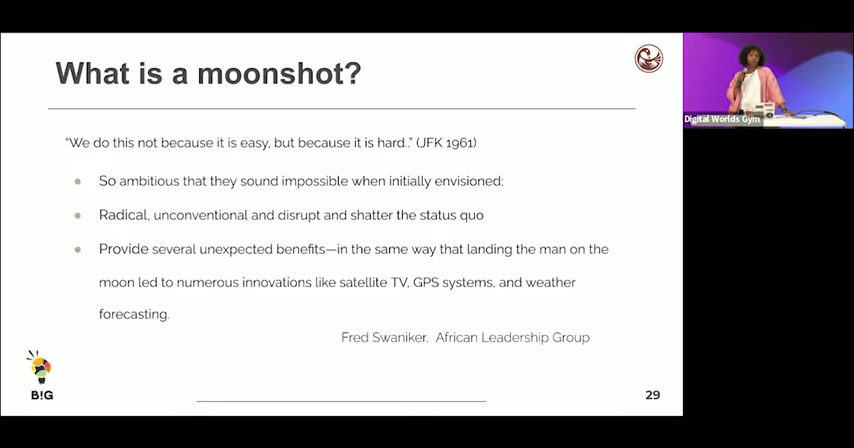 What is a moonshot?
“We do this not because it is easy, but because it is hard..” (JFK 1961)
So ambitious that they sound impossible when initially envisioned;
Radical, unconventional and disrupt and shatter the status quo
Provide several unexpected benefits—in the same way that landing the man on the
moon led to numerous innovations like satellite TV, GPS systems, and weather
forecasting.
Fred Swaniker, African Leadership Group
B!G
29
Digital Worlds Gym